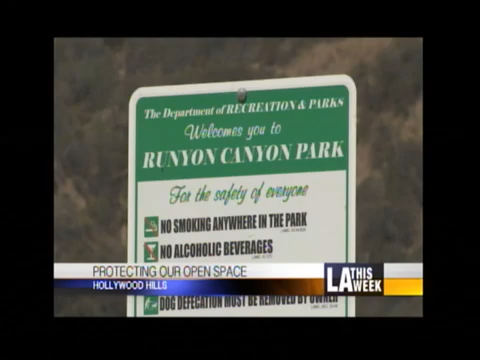 The Department of RECREATION & PARKS
Welcomes you to
RUNYON CANYON PARK
For the safety of everyone
NO SMOKING ANYWHERE IN THE PARK
NO ALCOHOLIC BEVERAGES
DOG DEFECATION MUST BE REMOVED BY OWNER
PROTECTING OUR OPEN SPACE
HOLLYWOOD HILLS
LA THIS WEEK